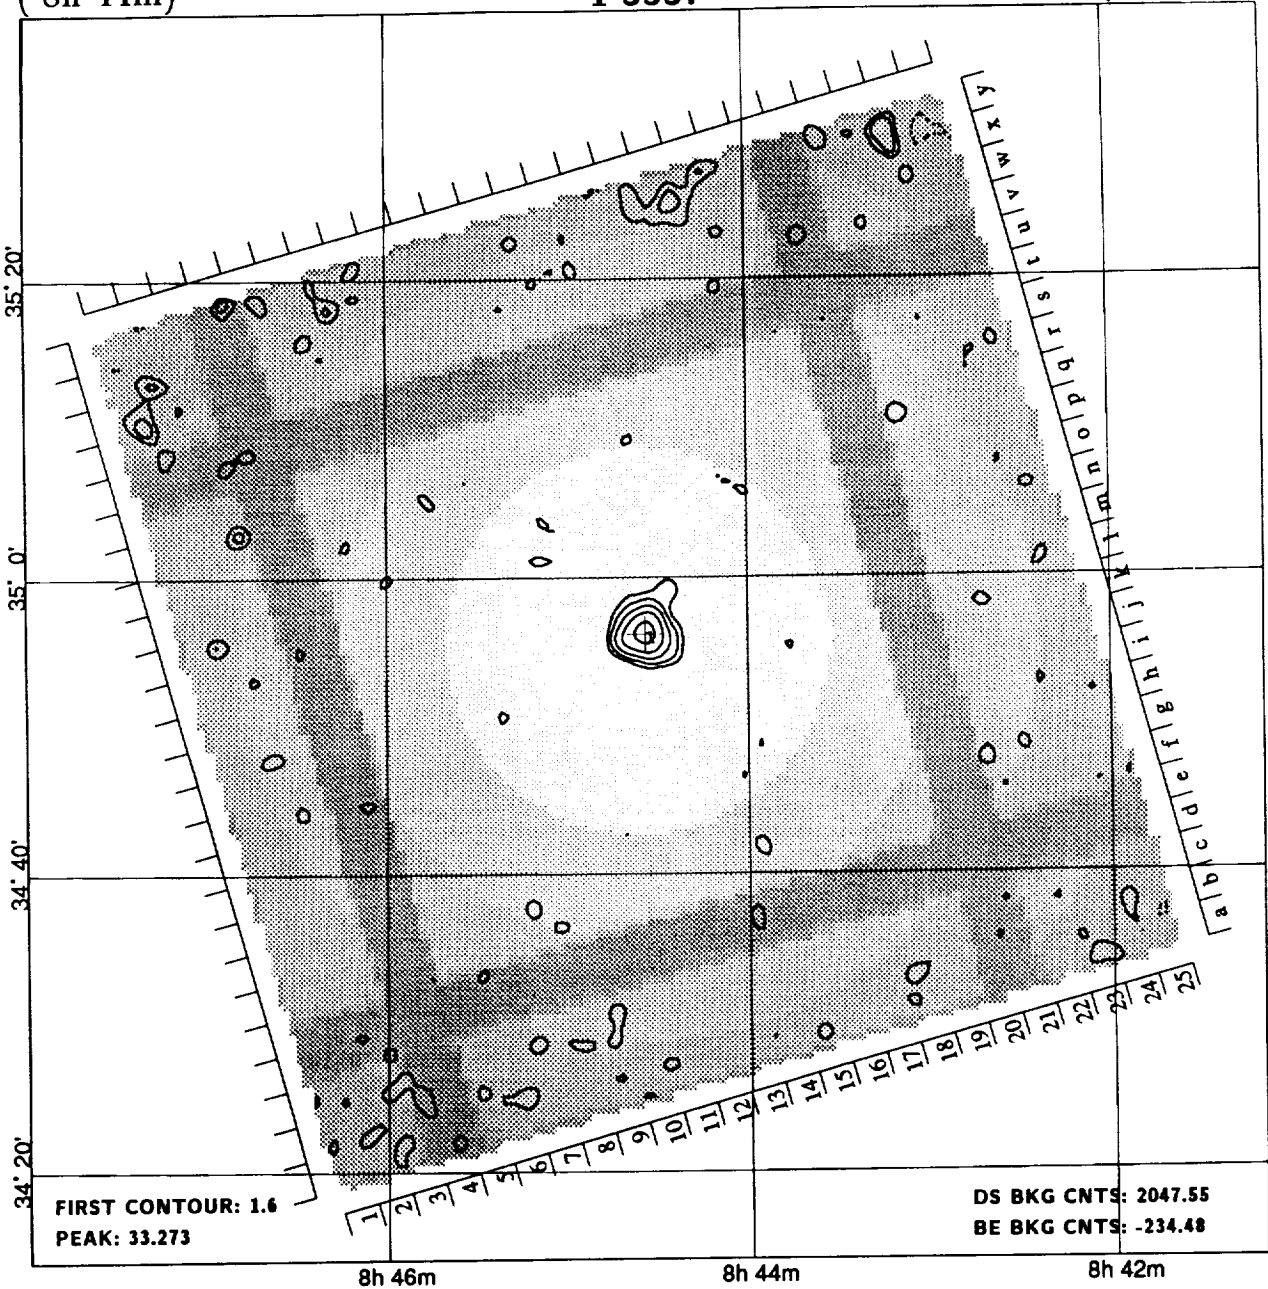 y
x
w
v
u
t
s
r
q
p
o
n
m
l
k
j
i
h
g
f
e
d
c
b
a
35° 20'
35° 0'
34° 40'
34° 20'
1 2 3 4 5 6 7 8 9 10 11 12 13 14 15 16 17 18 19 20 21 22 23 24 25
FIRST CONTOUR: 1.6
PEAK: 33.273
DS BKG CNTS: 2047.55
BE BKG CNTS: -234.48
8h 46m 8h 44m 8h 42m